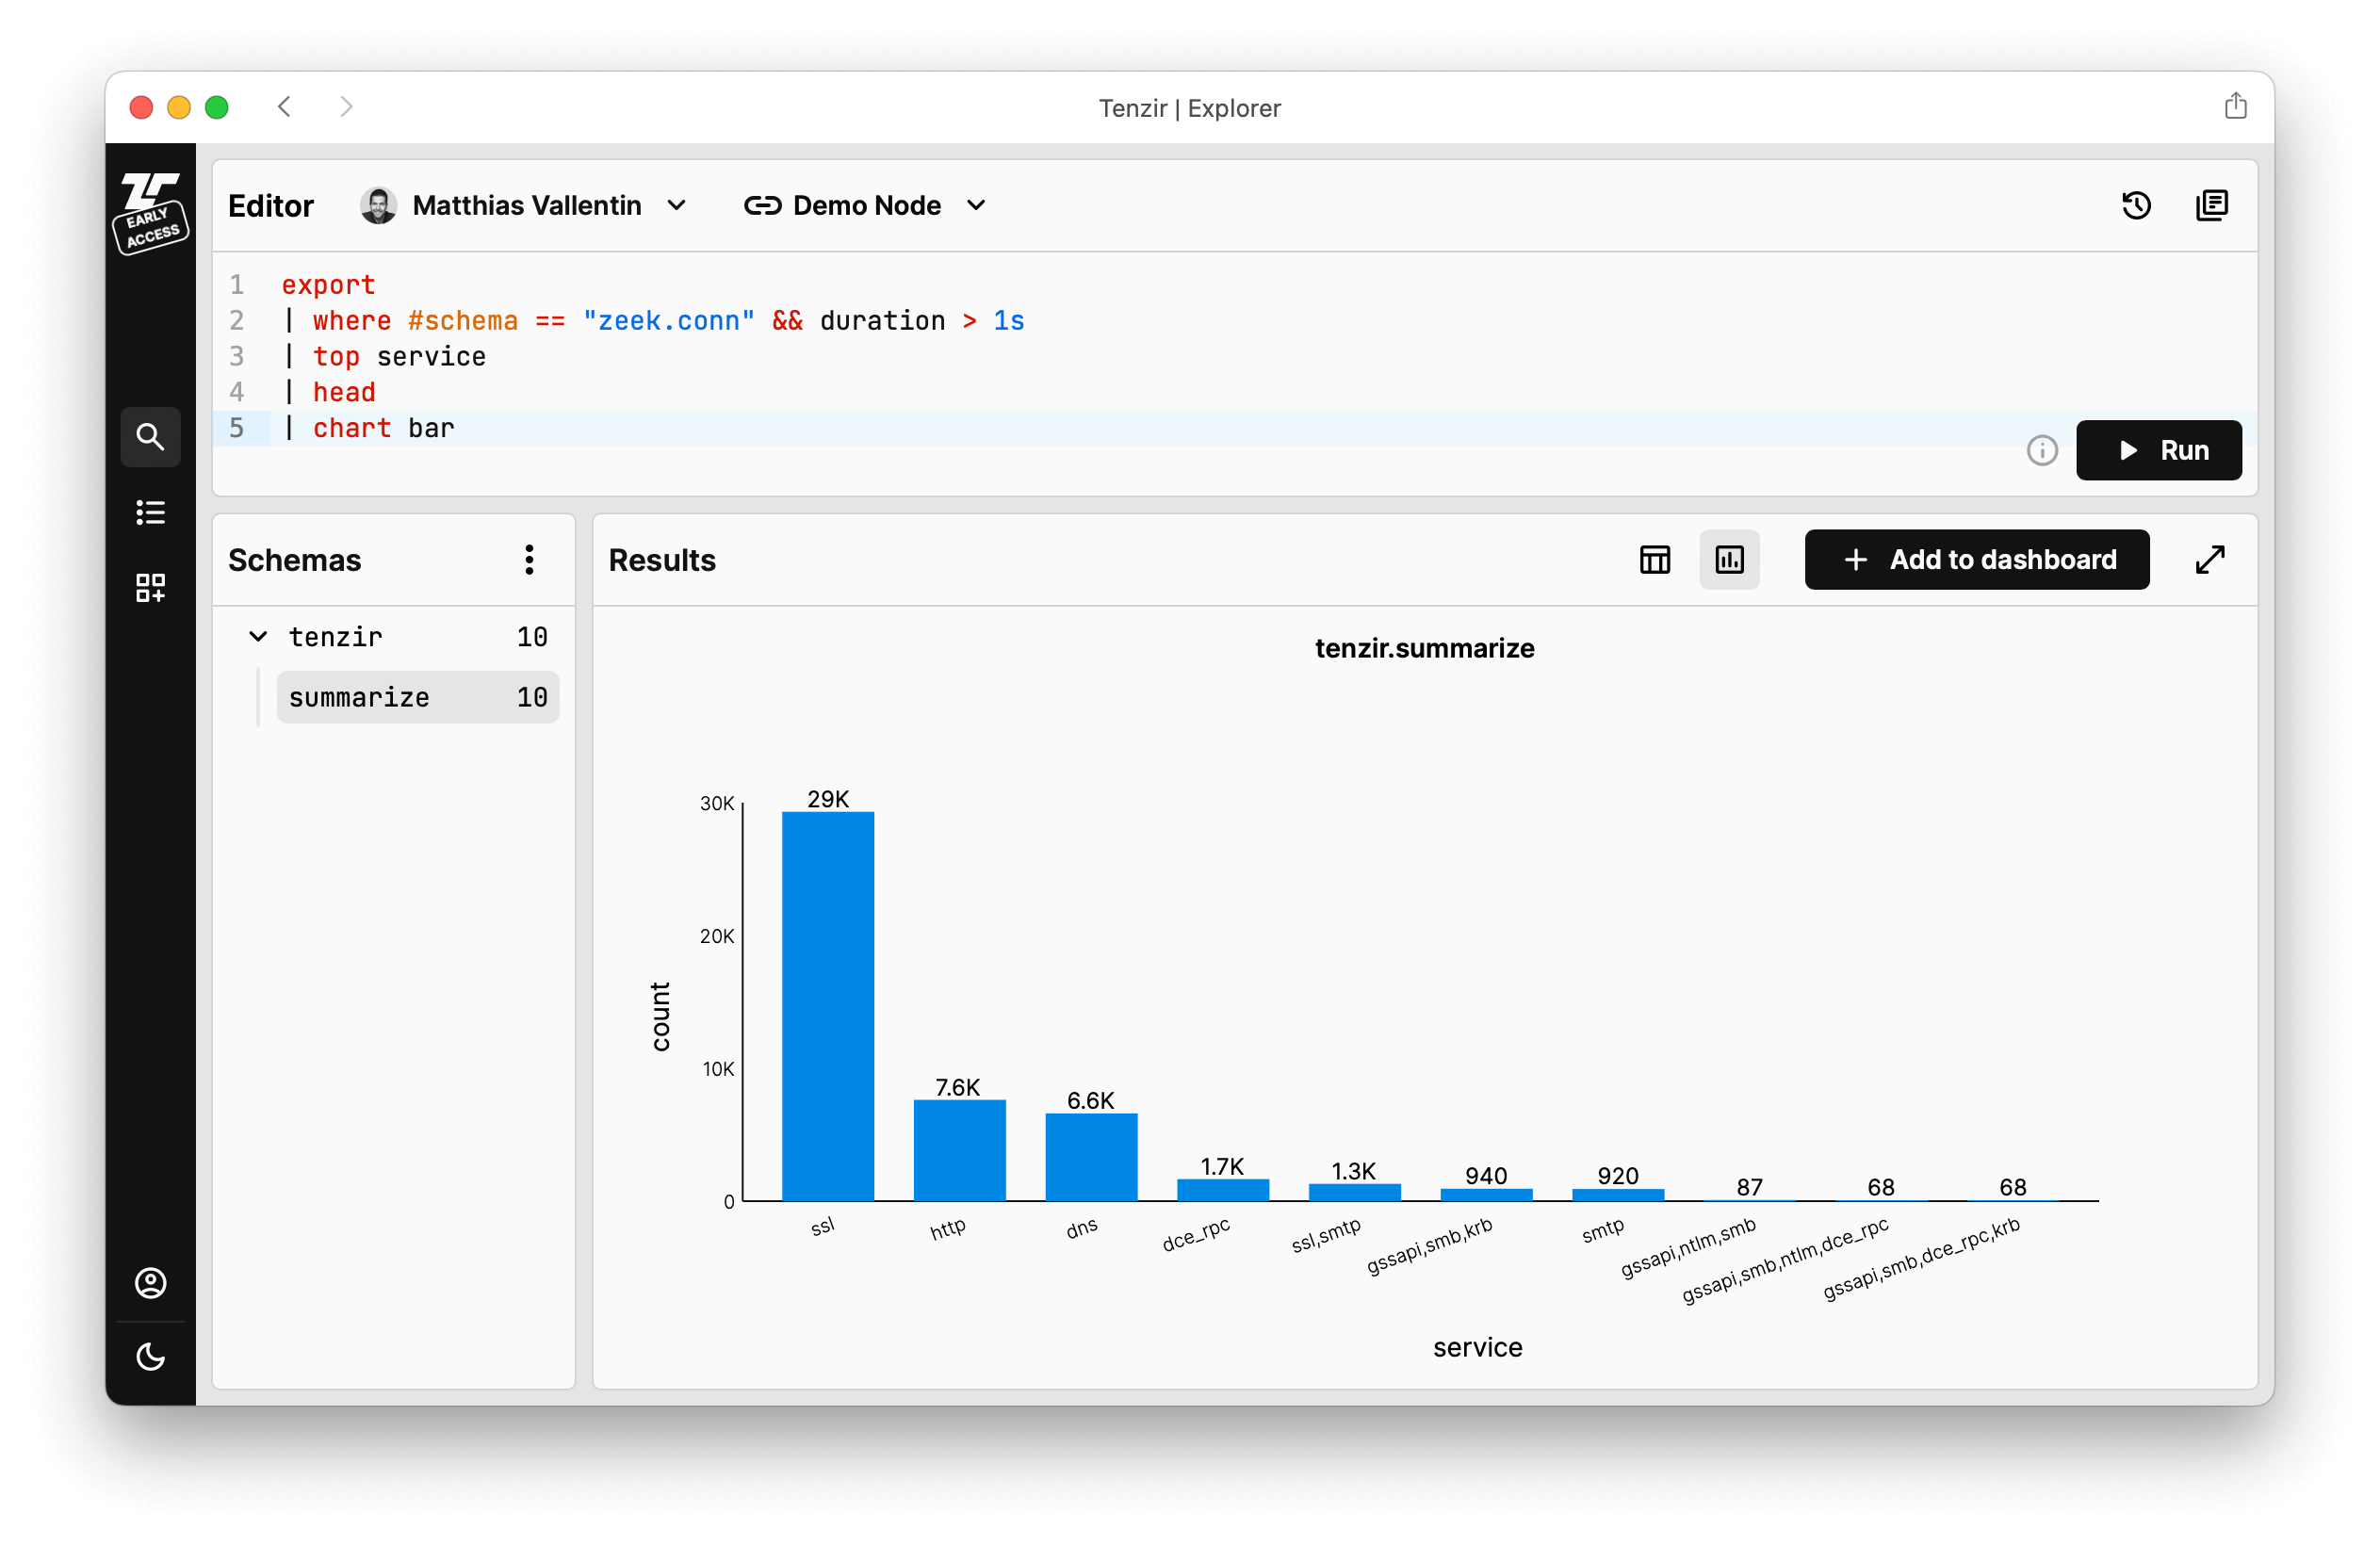 Tenzir | Explorer
EARLY
ACCESS
Editor
Matthias Vallentin
Demo Node
1 export
2 | where #schema == "zeek.conn" && duration > 1s
3 | top service
4 | head
5 | chart bar
Run
Schemas
tenzir 10
summarize 10
Results
Add to dashboard
tenzir.summarize
count
30K
20K
10K
0
29K
7.6K
6.6K
1.7K
1.3K
940
920
87
68
68
ssl
http
dns
dce_rpc
ssl,smtp
gssapi,smb,krb
smtp
gssapi,ntlm,smb
gssapi,smb,ntlm,dce_rpc
gssapi,smb,dce_rpc,krb
service